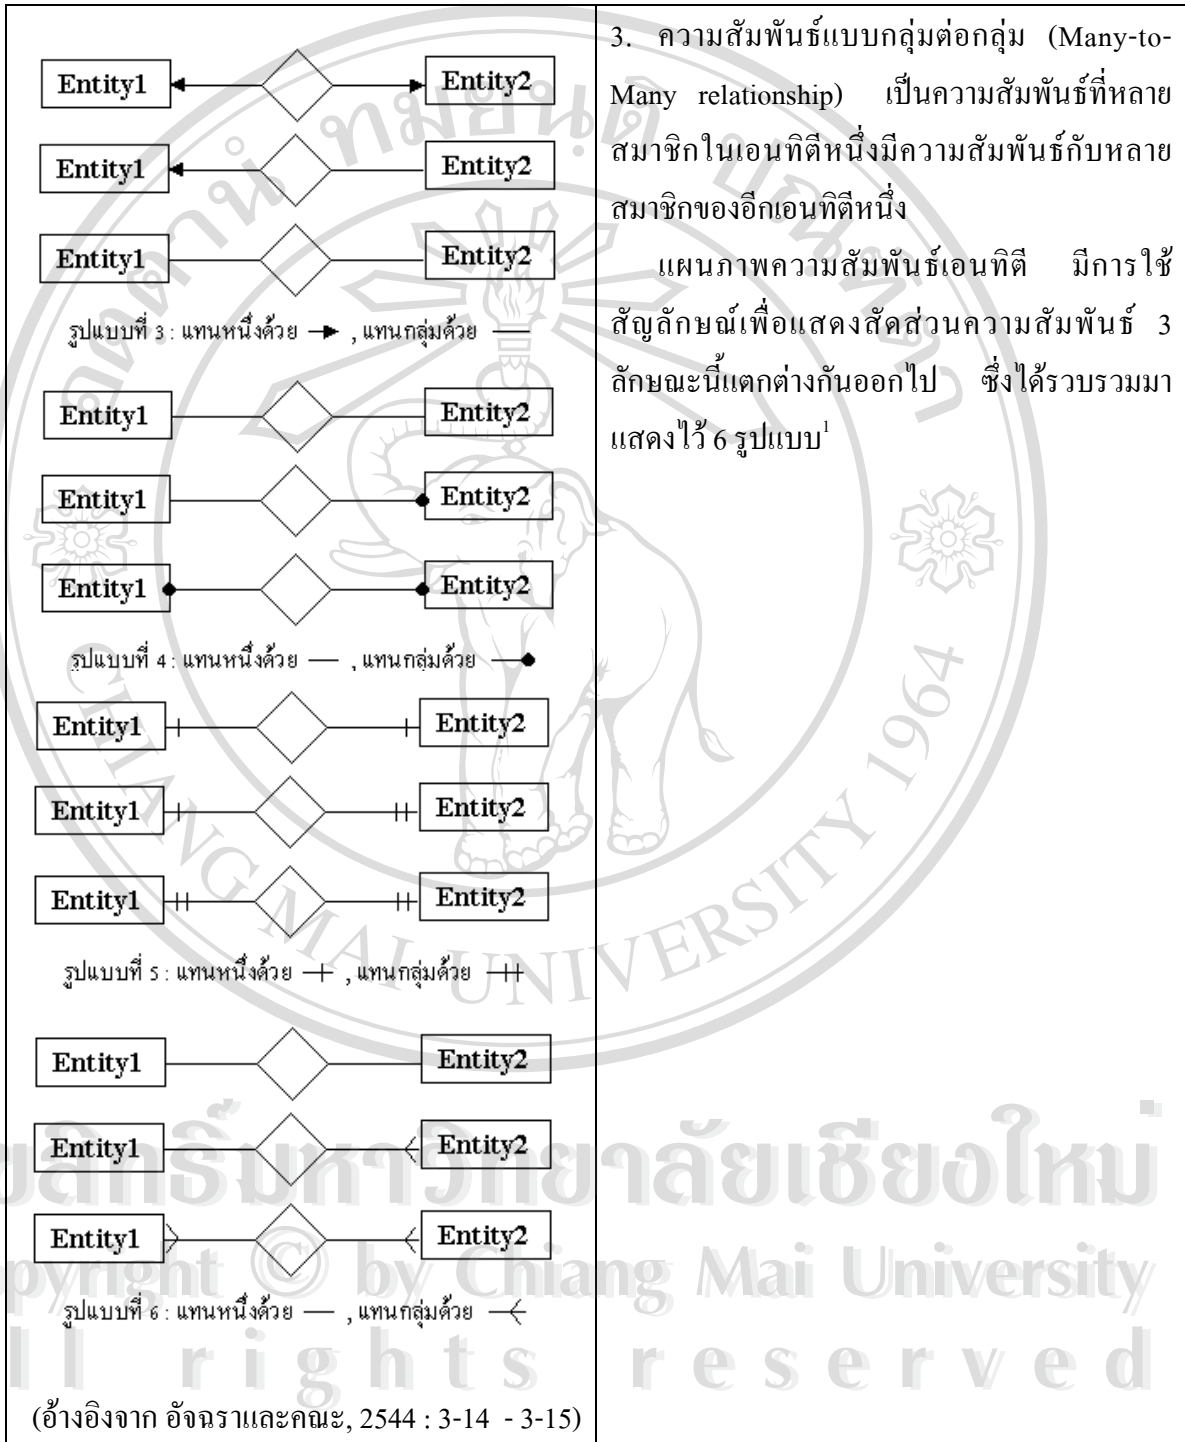 Entity1 Entity2
Entity1 Entity2
Entity1 Entity2
รูปแบบที่ 3 : แทนหนึ่งด้วย , แทนกลุ่มด้วย
Entity1 Entity2
Entity1 Entity2
Entity1 Entity2
รูปแบบที่ 4 : แทนหนึ่งด้วย , แทนกลุ่มด้วย
Entity1 Entity2
Entity1 Entity2
Entity1 Entity2
รูปแบบที่ 5 : แทนหนึ่งด้วย , แทนกลุ่มด้วย
Entity1 Entity2
Entity1 Entity2
Entity1 Entity2
รูปแบบที่ 6 : แทนหนึ่งด้วย , แทนกลุ่มด้วย
(อ้างอิงจาก อัจฉราและคณะ, 2544 : 3-14 - 3-15)
3. ความสัมพันธ์แบบกลุ่มต่อกลุ่ม (Many-to-
Many relationship) เป็นความสัมพันธ์ที่หลาย
สมาชิกในเอนทิตีหนึ่งมีความสัมพันธ์กับหลาย
สมาชิกของอีกเอนทิตีหนึ่ง
แผนภาพความสัมพันธ์เอนทิตี มีการใช้
สัญลักษณ์เพื่อแสดงสัดส่วนความสัมพันธ์ 3
ลักษณะนี้แตกต่างกันออกไป ซึ่งได้รวบรวมมา
แสดงไว้ 6 รูปแบบ1
CHIANG MAI UNIVERSITY 1964
มหาวิทยาลัยเชียงใหม่
by Chiang Mai University
rights reserved